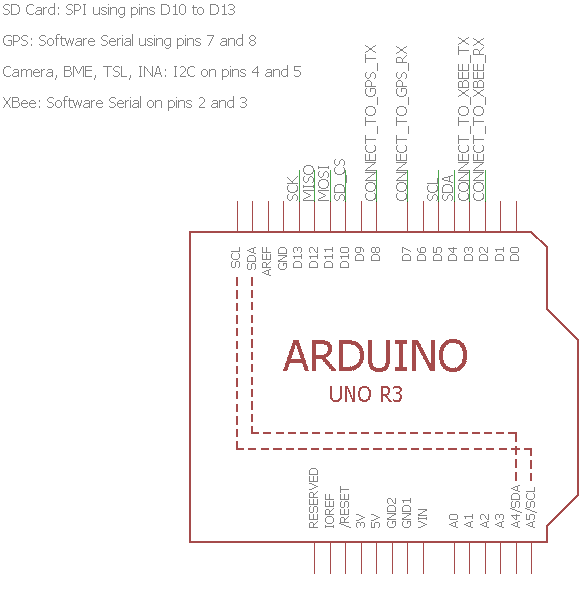 SD Card: SPI using pins D10 to D13
GPS: Software Serial using pins 7 and 8
Camera, BME, TSL, INA: I2C on pins 4 and 5
XBee: Software Serial on pins 2 and 3
SCK
MISO
MOSI
SD_CS
CONNECT_TO_GPS_TX
CONNECT_TO_GPS_RX
SCL
SDA
CONNECT_TO_XBEE_TX
CONNECT_TO_XBEE_RX
SCL
SDA
AREF
GND
D13
D12
D11
D10
D9
D8
D7
D6
D5
D4
D3
D2
D1
D0
ARDUINO
UNO R3
RESERVED
IOREF
/RESET
3V
5V
GND2
GND1
VIN
A0
A1
A2
A3
A4/SDA
A5/SCL